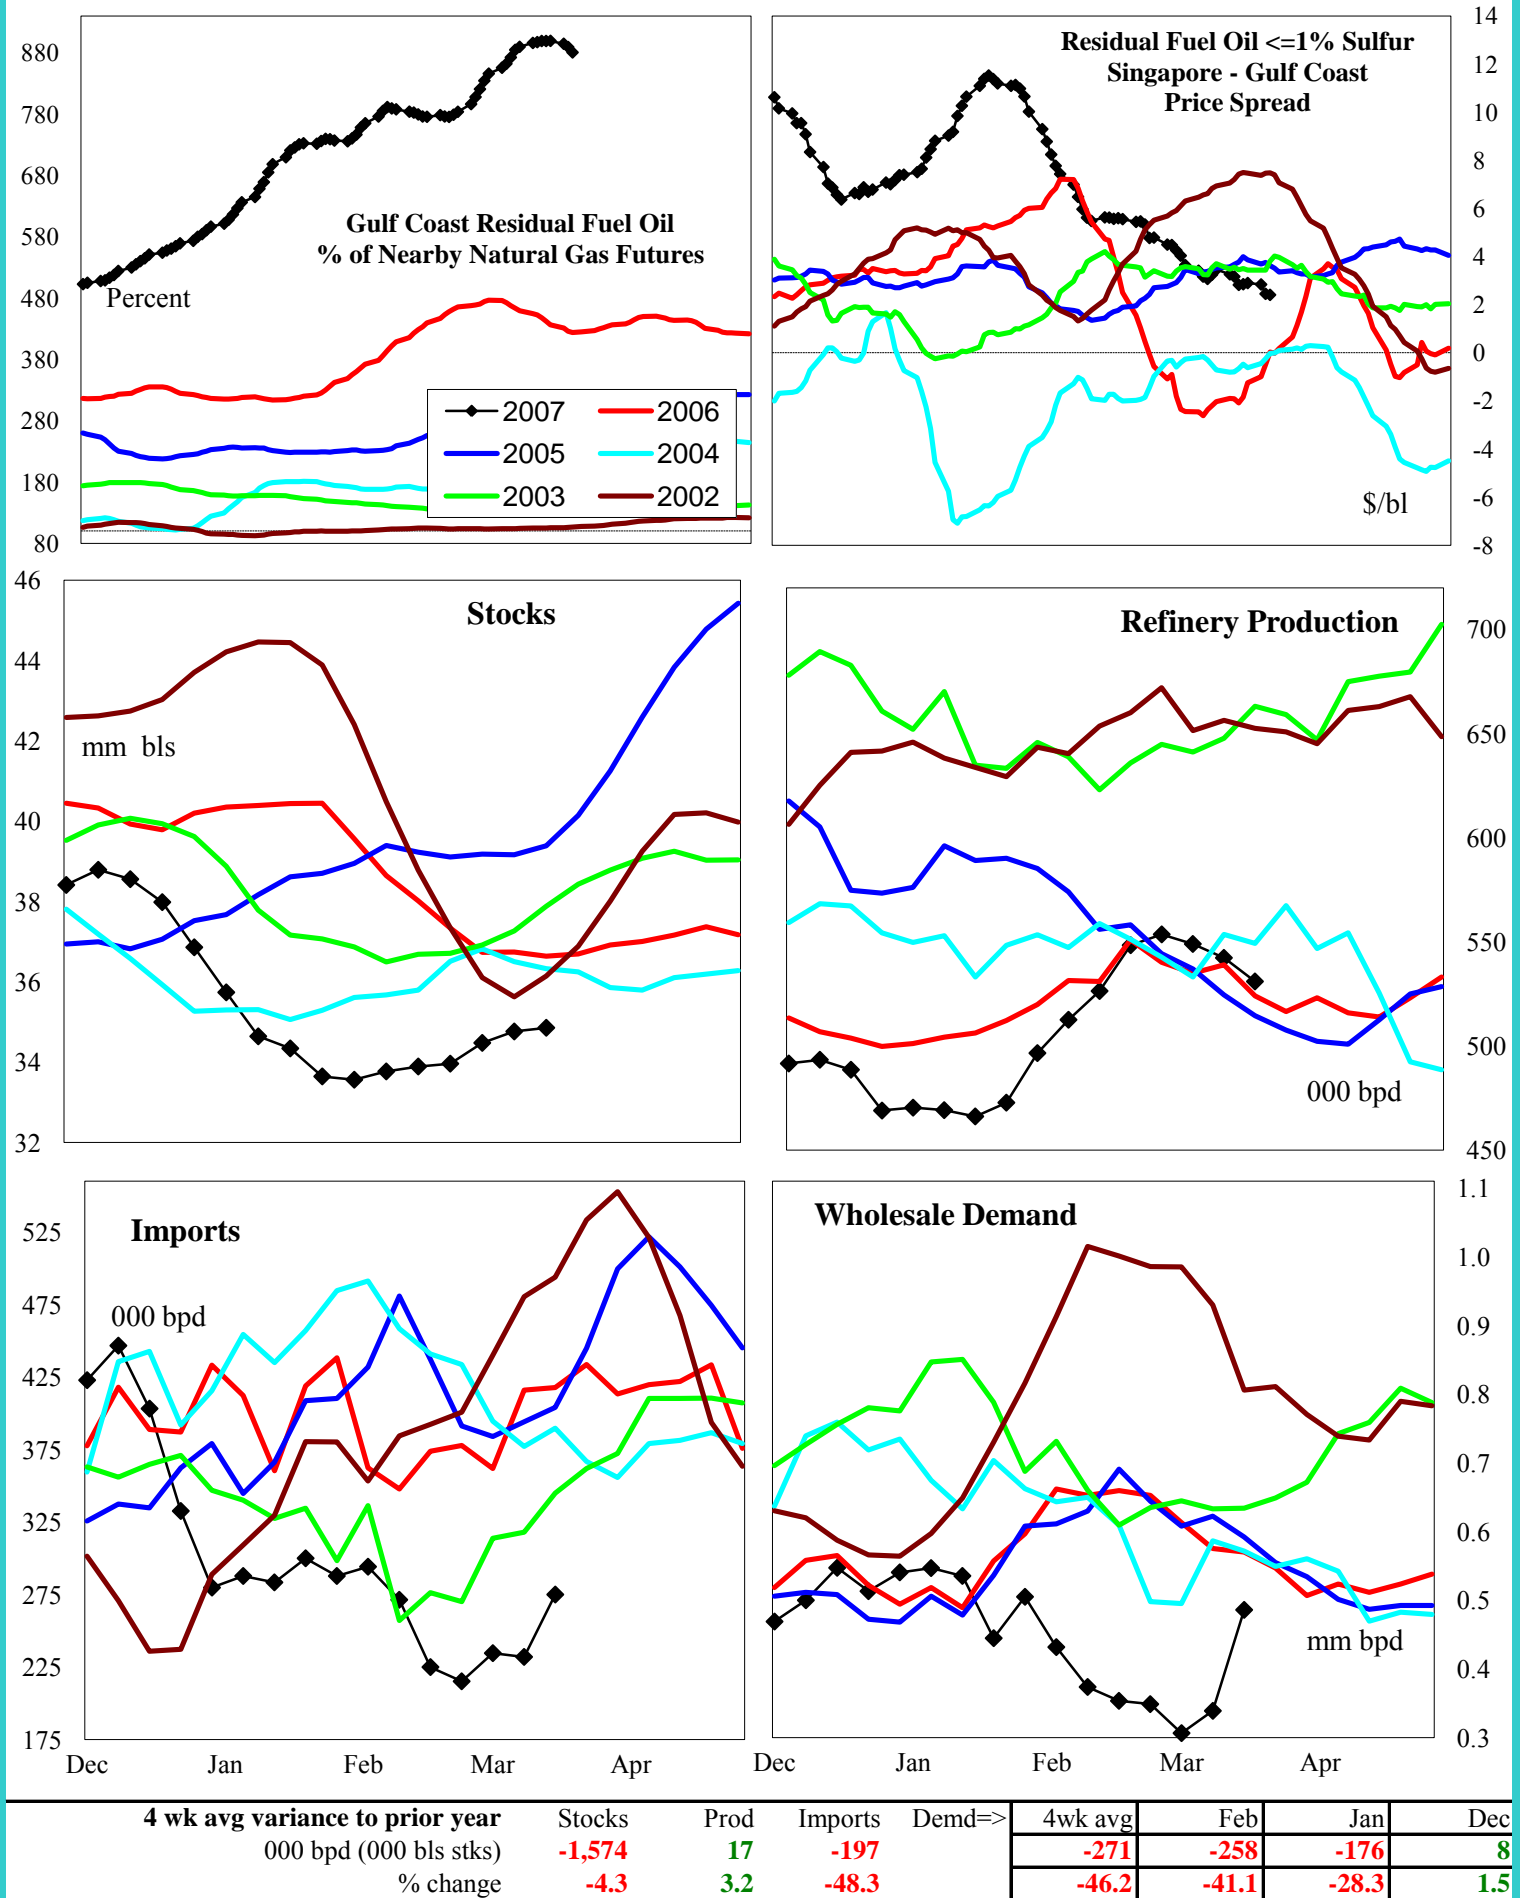 880
780
680
580
480
380
280
180
80
Gulf Coast Residual Fuel Oil
% of Nearby Natural Gas Futures
Percent
2007
2006
2005
2004
2003
2002
Residual Fuel Oil <=1% Sulfur
Singapore - Gulf Coast
Price Spread
$/bl
14
12
10
8
6
4
2
0
-2
-4
-6
-8
46
44
42
40
38
36
34
32
Stocks
mm bls
Refinery Production
000 bpd
700
650
600
550
500
450
525
475
425
375
325
275
225
175
Imports
000 bpd
Dec Jan Feb Mar Apr
Wholesale Demand
mm bpd
1.1
1.0
0.9
0.8
0.7
0.6
0.5
0.4
0.3
Dec Jan Feb Mar Apr
4 wk avg variance to prior year Stocks Prod Imports Demd=> 4wk avg Feb Jan Dec
000 bpd (000 bls stks) -1,574 17 -197 -271 -258 -176 8
% change -4.3 3.2 -48.3 -46.2 -41.1 -28.3 1.5